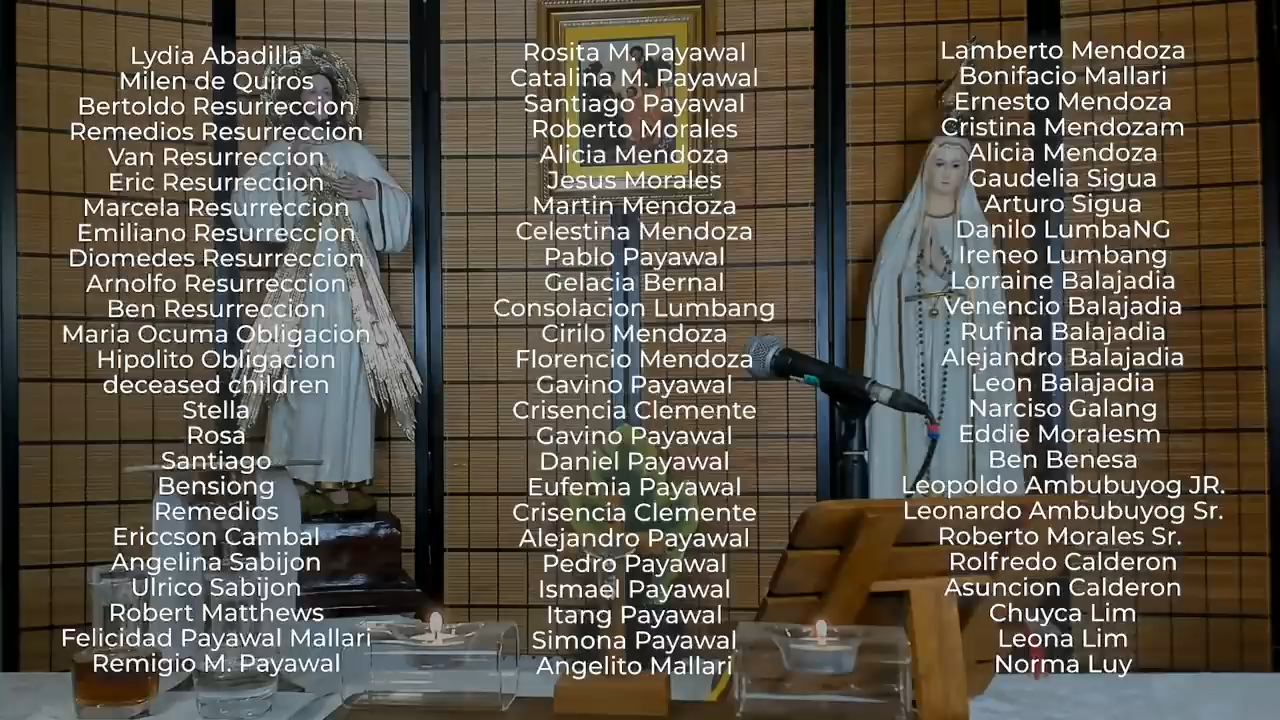 Lydia Abadilla
Milen de Quiros
Bertoldo Resurreccion
Remedios Resurreccion
Van Resurreccion
Eric Resurreccion
Marcela Resurreccion
Emiliano Resurreccion
Diomedes Resurreccion
Arnolfo Resurreccion
Ben Resurreccion
Maria Ocuma Obligacion
Hipolito Obligacion
deceased children
Stella
Rosa
Santiago
Bensiong
Remedios
Ericcson Cambal
Angelina Sabijon
Ulrico Sabijon
Robert Matthews
Felicidad Payawal Mallari
Remigio M. Payawal
Rosita M. Payawal
Catalina M. Payawal
Santiago Payawal
Roberto Morales
Alicia Mendoza
Jesus Morales
Martin Mendoza
Celestina Mendoza
Pablo Payawal
Gelacia Bernal
Consolacion Lumbang
Cirilo Mendoza
Florencio Mendoza
Gavino Payawal
Crisencia Clemente
Gavino Payawal
Daniel Payawal
Eufemia Payawal
Crisencia Clemente
Alejandro Payawal
Pedro Payawal
Ismael Payawal
Itang Payawal
Simona Payawal
Angelito Mallari
Lamberto Mendoza
Bonifacio Mallari
Ernesto Mendoza
Cristina Mendozam
Alicia Mendoza
Gaudelia Sigua
Arturo Sigua
Danilo LumbaNG
Ireneo Lumbang
Lorraine Balajadia
Venencio Balajadia
Rufina Balajadia
Alejandro Balajadia
Leon Balajadia
Narciso Galang
Eddie Moralesm
Ben Benesa
Leopoldo Ambubuyog JR.
Leonardo Ambubuyog Sr.
Roberto Morales Sr.
Rolfredo Calderon
Asuncion Calderon
Chuyca Lim
Leona Lim
Norma Luy